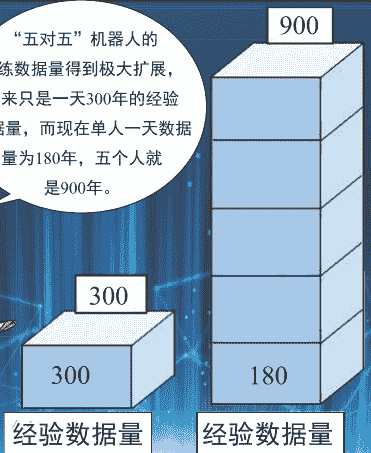 “五对五”机器人的
练数据量得到极大扩展，
来只是一天300年的经验
据量，而现在单人一天数据
量为180年，五个人就
是900年。
900
300
300
180
经验数据量
经验数据量